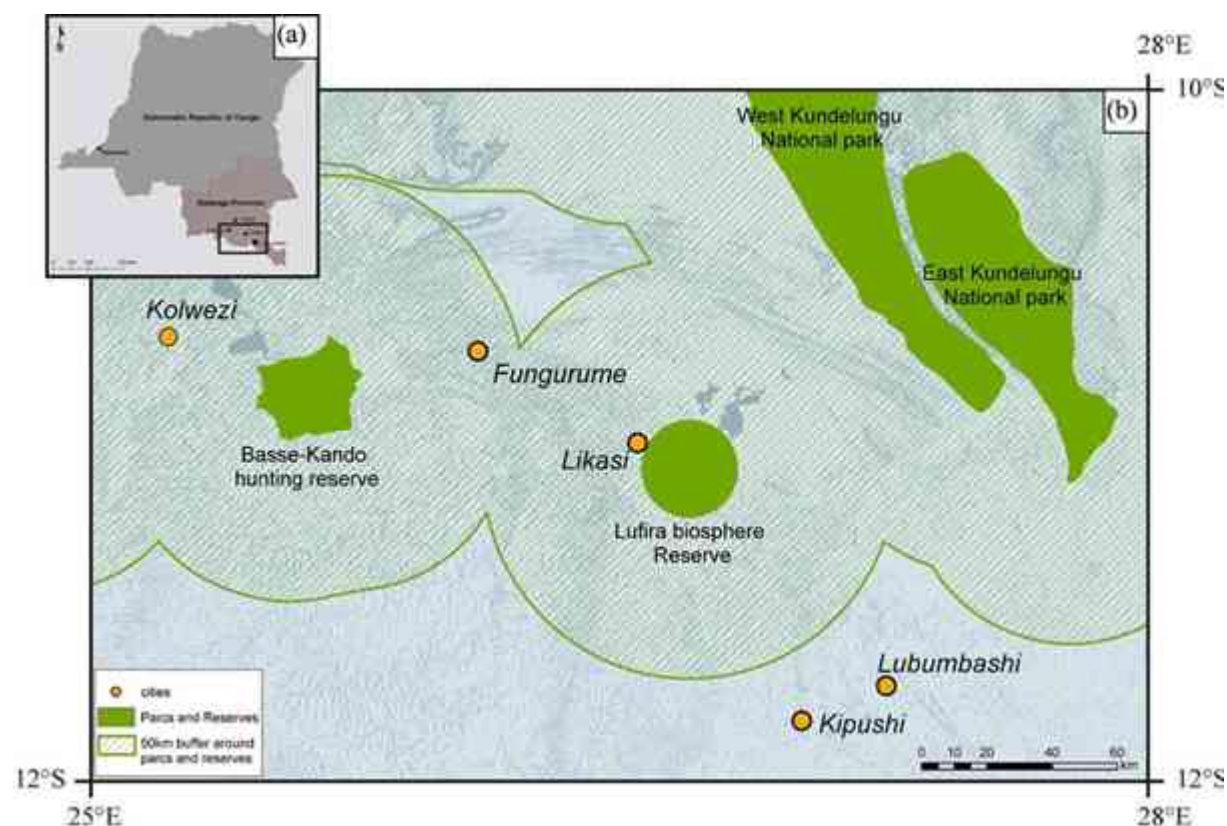 (a)
28°E
10°S
(b)
West Kundelungu
National park
East Kundelungu
National park
Kolwezi
Fungurume
Basse-Kando
hunting reserve
Likasi
Lufira biosphere
Reserve
Lubumbashi
Kipushi
cities
Parcs and Reserves
buffer around
parcs and reserves
0 10 20 40 60
km
12°S
12°S
25°E
28°E